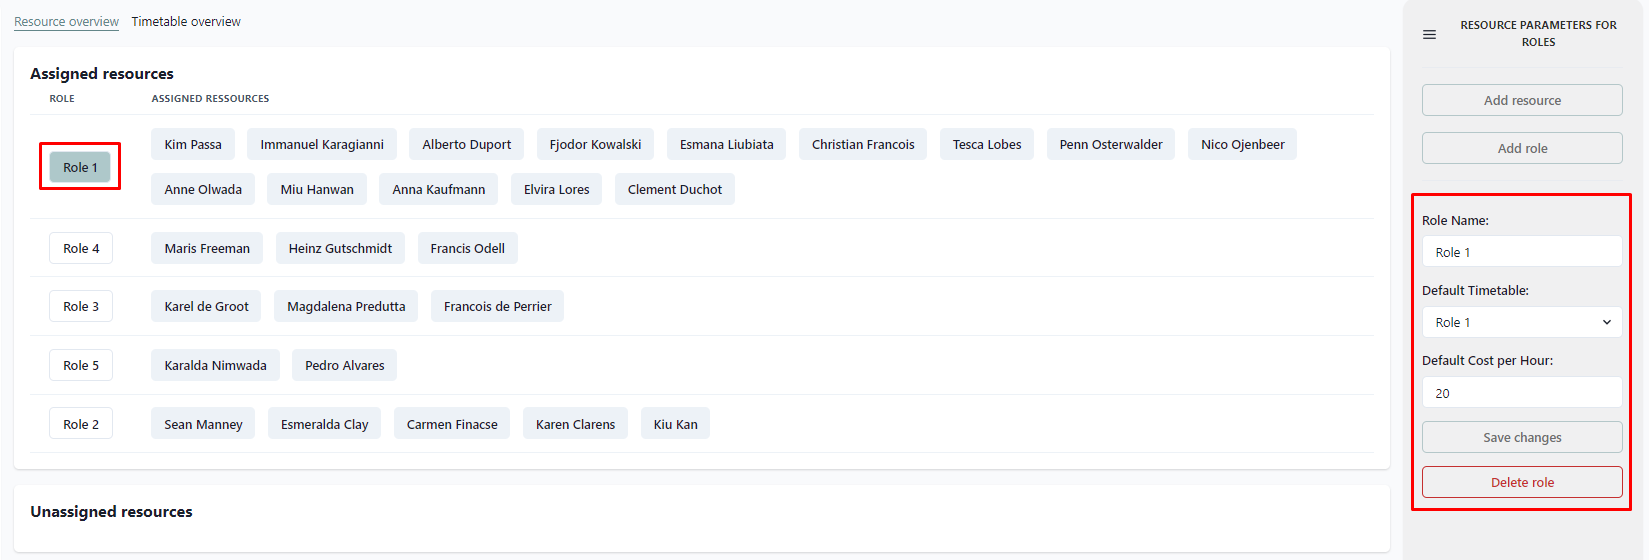 Resource overview Timetable overview
Assigned resources
ROLE ASSIGNED RESSOURCES
Role 1
Kim Passa Immanuel Karagianni Alberto Duport Fjodor Kowalski Esmana Liubiata Christian Francois Tesca Lobes Penn Osterwalder Nico Ojenbeer
Anne Olwada Miu Hanwan Anna Kaufmann Elvira Lores Clement Duchot
Role 4 Maris Freeman Heinz Gutschmidt Francis Odell
Role 3 Karel de Groot Magdalena Predutta Francois de Perrier
Role 5 Karalda Nimwada Pedro Alvares
Role 2 Sean Manney Esmeralda Clay Carmen Finacse Karen Clarens Kiu Kan
Unassigned resources
RESOURCE PARAMETERS FOR
ROLES
Add resource
Add role
Role Name:
Role 1
Default Timetable:
Role 1
Default Cost per Hour:
20
Save changes
Delete role